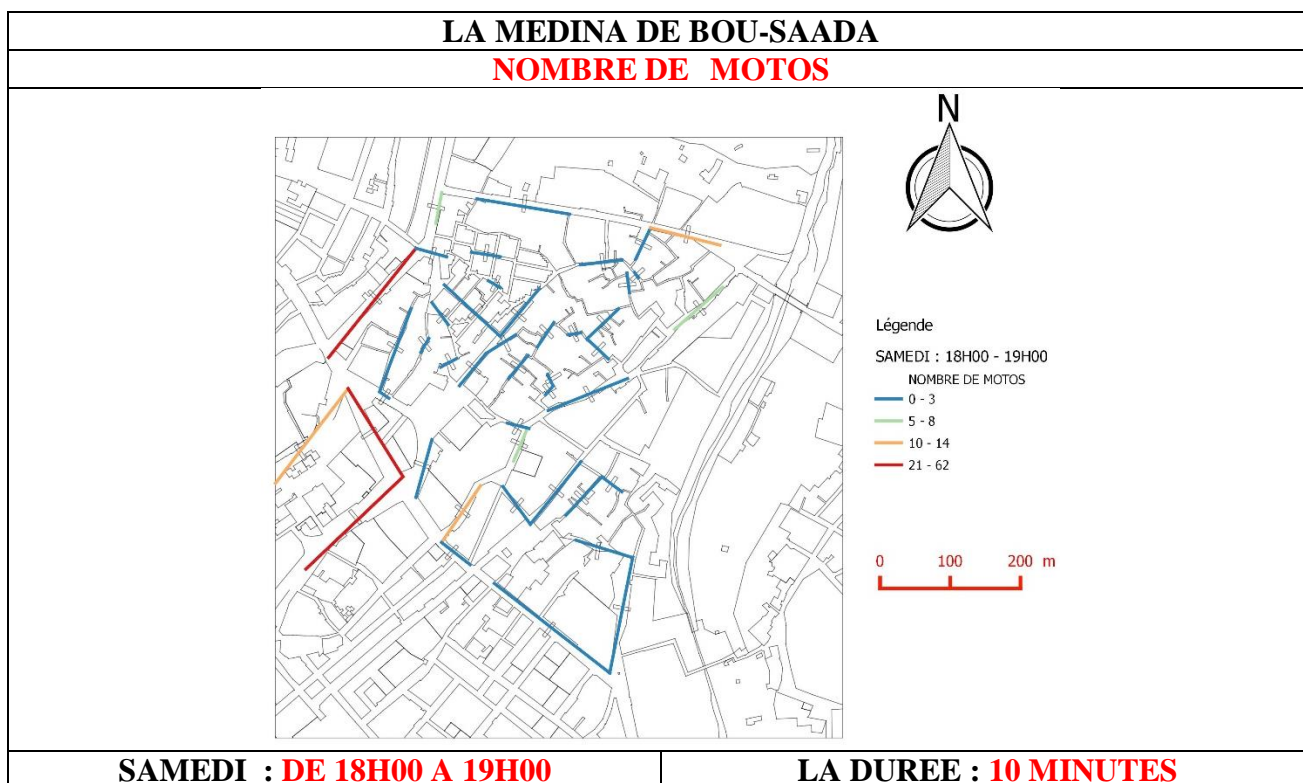 LA MEDINA DE BOU-SAADA
NOMBRE DE MOTOS
N
Légende
SAMEDI : 18H00 - 19H00
NOMBRE DE MOTOS
0 - 3
5 - 8
10 - 14
21 - 62
0 100 200 m
SAMEDI : DE 18H00 A 19H00
LA DUREE : 10 MINUTES